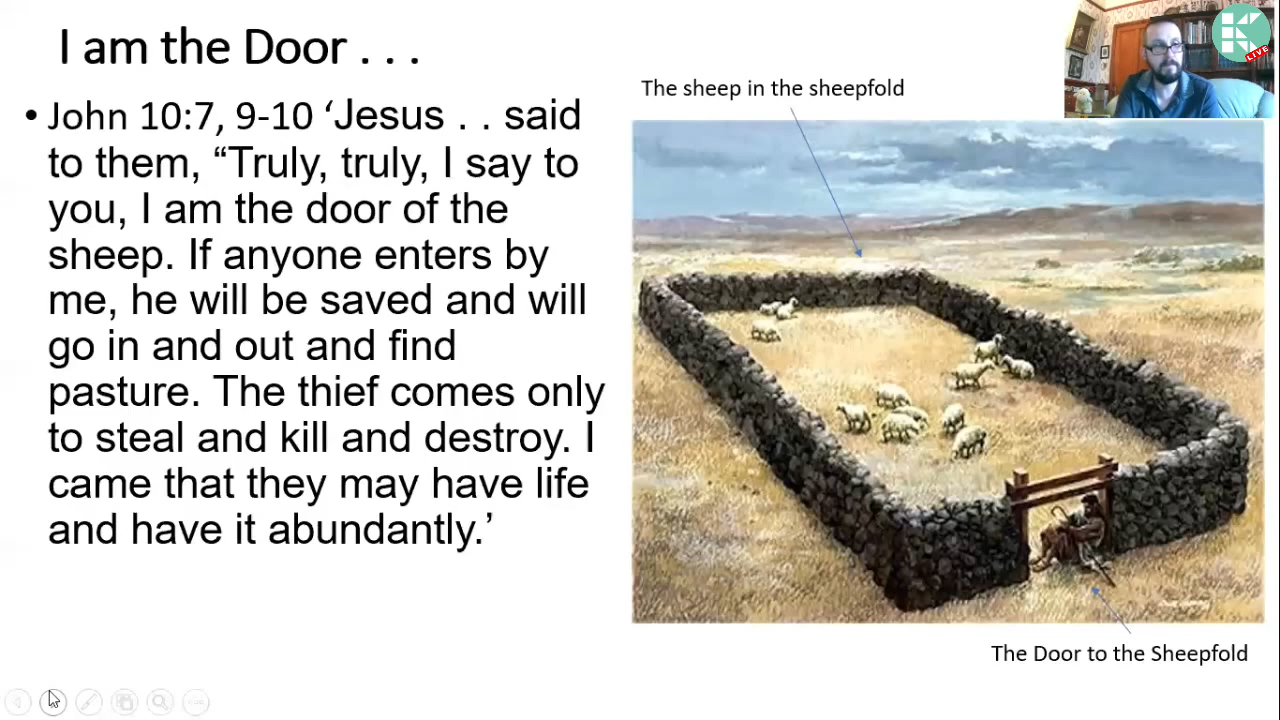 I am the Door . . .
• John 10:7, 9-10 ‘Jesus . . said
to them, “Truly, truly, I say to
you, I am the door of the
sheep. If anyone enters by
me, he will be saved and will
go in and out and find
pasture. The thief comes only
to steal and kill and destroy. I
came that they may have life
and have it abundantly.’
The sheep in the sheepfold
The Door to the Sheepfold
K
LIVE